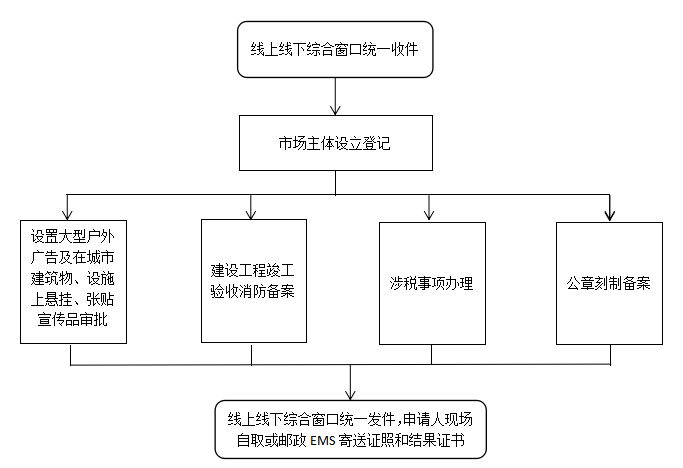 线上线下综合窗口统一收件
市场主体设立登记
设置大型户外
广告及在城市
建筑物、设施
上悬挂、张贴
宣传品审批
建设工程竣工
验收消防备案
涉税事项办理
公章刻制备案
线上线下综合窗口统一发件,申请人现场
自取或邮政 EMS 寄送证照和结果证书